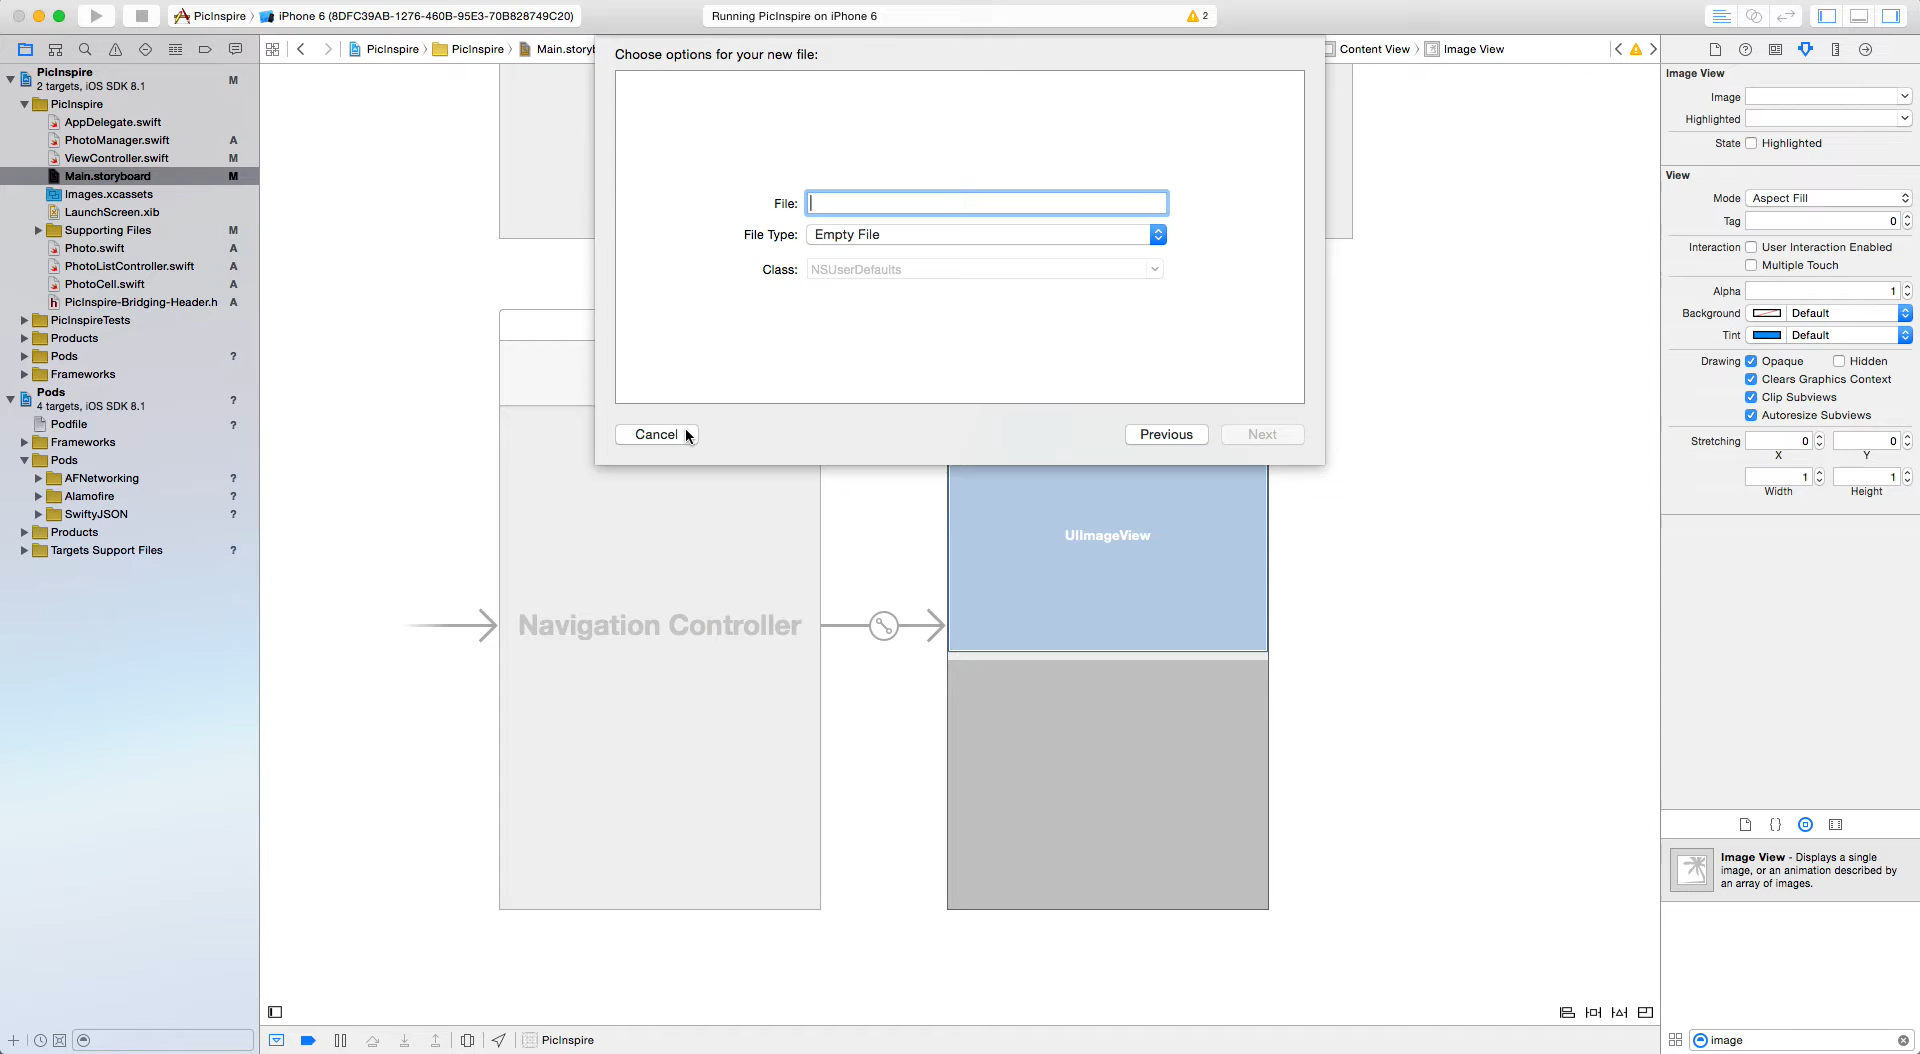 PicInspire
iPhone 6 (8DFC39AB-1276-460B-95E3-70B828749C20)
Running PicInspire on iPhone 6
2
PicInspire
PicInspire
Main.storyb
Content View
Image View
PicInspire
2 targets, iOS SDK 8.1
M
PicInspire
AppDelegate.swift
PhotoManager.swift
A
ViewController.swift
M
Main.storyboard
M
Images.xcassets
LaunchScreen.xib
Supporting Files
M
Photo.swift
A
PhotoListController.swift
A
PhotoCell.swift
A
PicInspire-Bridging-Header.h
A
PicInspireTests
Products
Pods
?
Frameworks
Pods
4 targets, iOS SDK 8.1
?
Podfile
?
Frameworks
?
Pods
?
AFNetworking
?
Alamofire
?
SwiftyJSON
?
Products
?
Targets Support Files
?
Choose options for your new file:
File:
File Type:
Empty File
Class:
NSUserDefaults
Cancel
Previous
Next
Navigation Controller
UIImageView
PicInspire
Image View
Image
Highlighted
State
Highlighted
View
Mode
Aspect Fill
Tag
0
Interaction
User Interaction Enabled
Multiple Touch
Alpha
1
Background
Default
Tint
Default
Drawing
Opaque
Hidden
Clears Graphics Context
Clip Subviews
Autoresize Subviews
Stretching
0
0
X
Y
1
1
Width
Height
Image View - Displays a single
image, or an animation described by
an array of images.
image